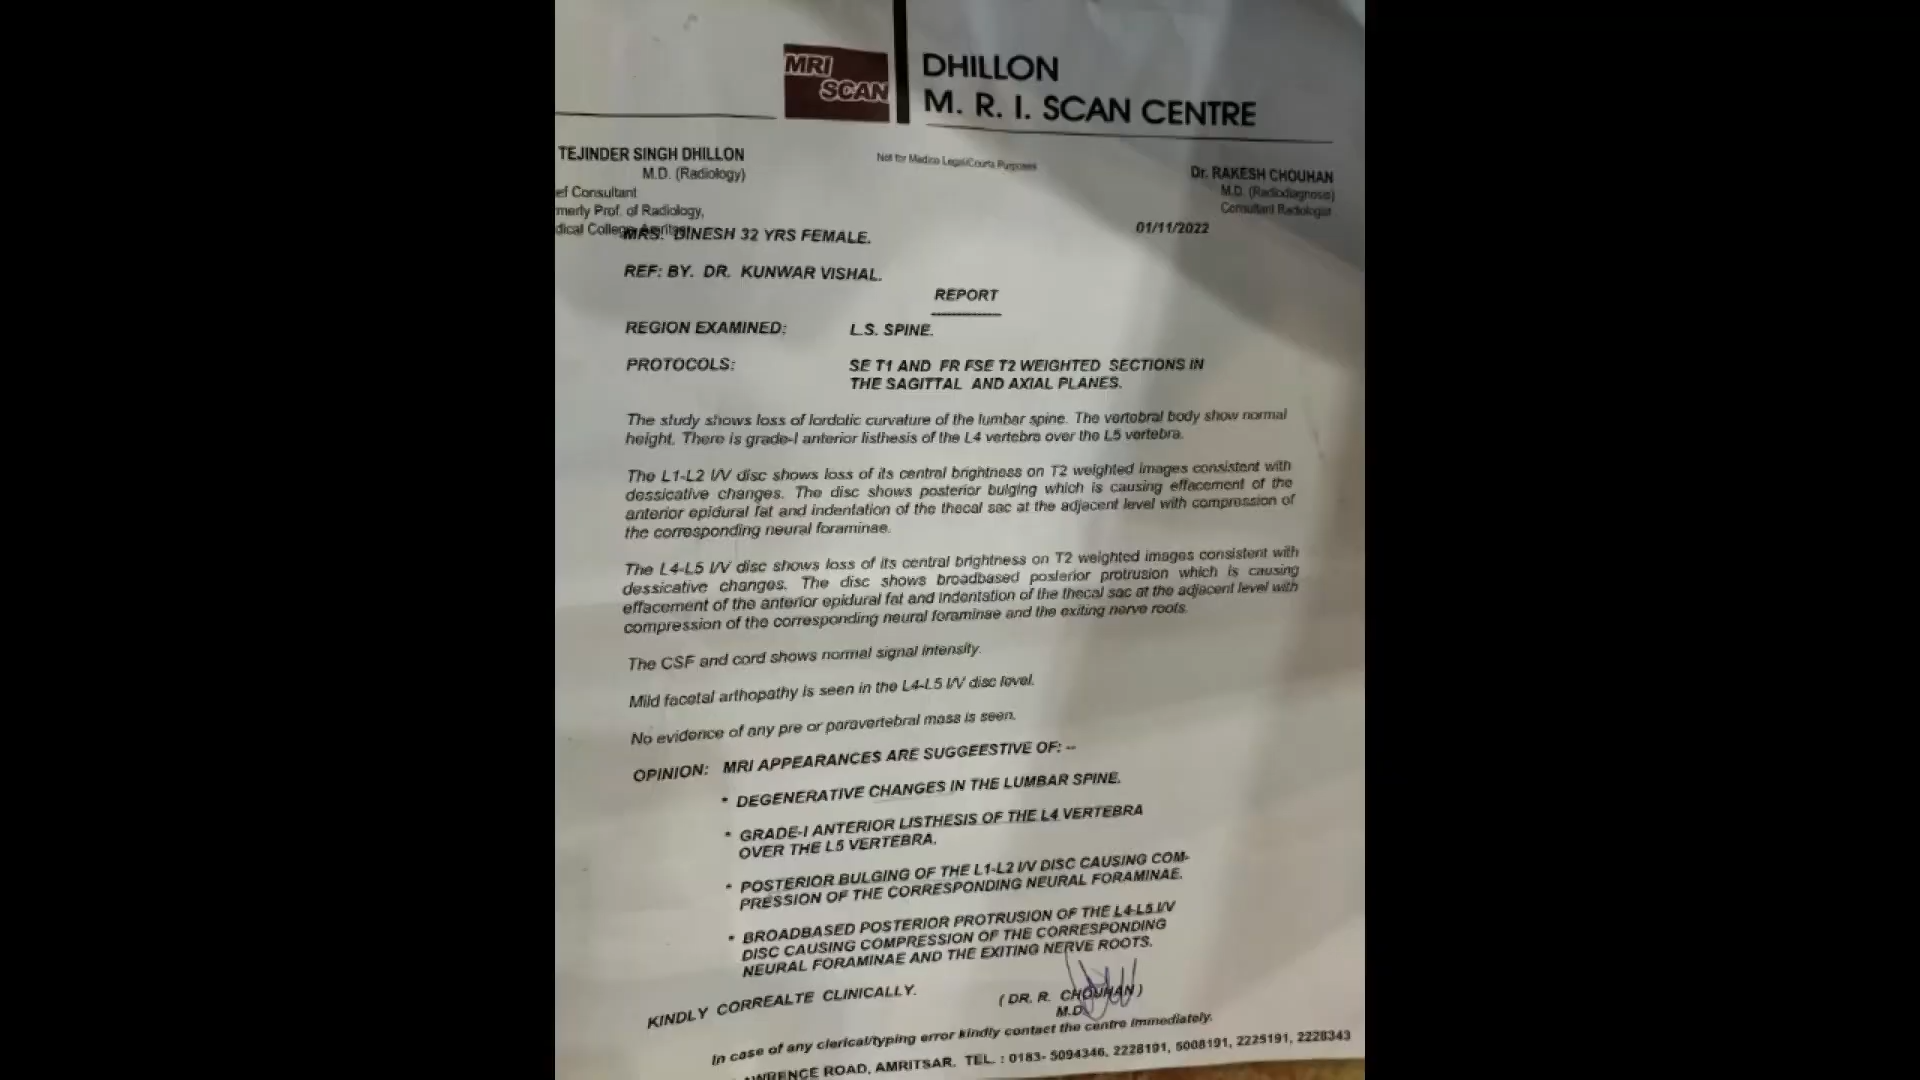 MRI
SCAN
DHILLON
M. R. I. SCAN CENTRE
TEJINDER SINGH DHILLON
M.D. (Radiology)
ef Consultant
merly Prof. of Radiology,
dical College Amritsar
Not for Madico Legal/Courts Purposes
Dr. RAKESH CHOUHAN
M.D. (Radiodiagnosis)
Consultant Radiologist
01/11/2022
MRS. DINESH 32 YRS FEMALE.
REF: BY. DR. KUNWAR VISHAL.
REPORT
REGION EXAMINED: L.S. SPINE.
PROTOCOLS: SE T1 AND FR FSE T2 WEIGHTED SECTIONS IN
THE SAGITTAL AND AXIAL PLANES.
The study shows loss of lordotic curvature of the lumbar spine. The vertebral body show normal
height. There is grade-I anterior listhesis of the L4 vertebra over the L5 vertebra.
The L1-L2 I/V disc shows loss of its central brightness on T2 weighted images consistent with
dessicative changes. The disc shows posterior bulging which is causing effacement of the
anterior epidural fat and indentation of the thecal sac at the adjacent level with compression of
the corresponding neural foraminae.
The L4-L5 I/V disc shows loss of its central brightness on T2 weighted images consistent with
dessicative changes. The disc shows broadbased posterior protrusion which is causing
effacement of the anterior epidural fat and indentation of the thecal sac at the adjacent level with
compression of the corresponding neural foraminae and the exiting nerve roots.
The CSF and cord shows normal signal intensity.
Mild facetal arthopathy is seen in the L4-L5 I/V disc level.
No evidence of any pre or paravertebral mass is seen.
OPINION: MRI APPEARANCES ARE SUGGEESTIVE OF: --
* DEGENERATIVE CHANGES IN THE LUMBAR SPINE.
* GRADE-I ANTERIOR LISTHESIS OF THE L4 VERTEBRA
OVER THE L5 VERTEBRA.
* POSTERIOR BULGING OF THE L1-L2 I/V DISC CAUSING COM-
PRESSION OF THE CORRESPONDING NEURAL FORAMINAE.
* BROADBASED POSTERIOR PROTRUSION OF THE L4-L5 I/V
DISC CAUSING COMPRESSION OF THE CORRESPONDING
NEURAL FORAMINAE AND THE EXITING NERVE ROOTS.
KINDLY CORREALTE CLINICALLY.
( DR. R. CHOUHAN )
M.D.
In case of any clerical/typing error kindly contact the centre immediately.
AWRENCE ROAD, AMRITSAR. TEL. : 0183- 5094346, 2228191, 5008191, 2225191, 2228343